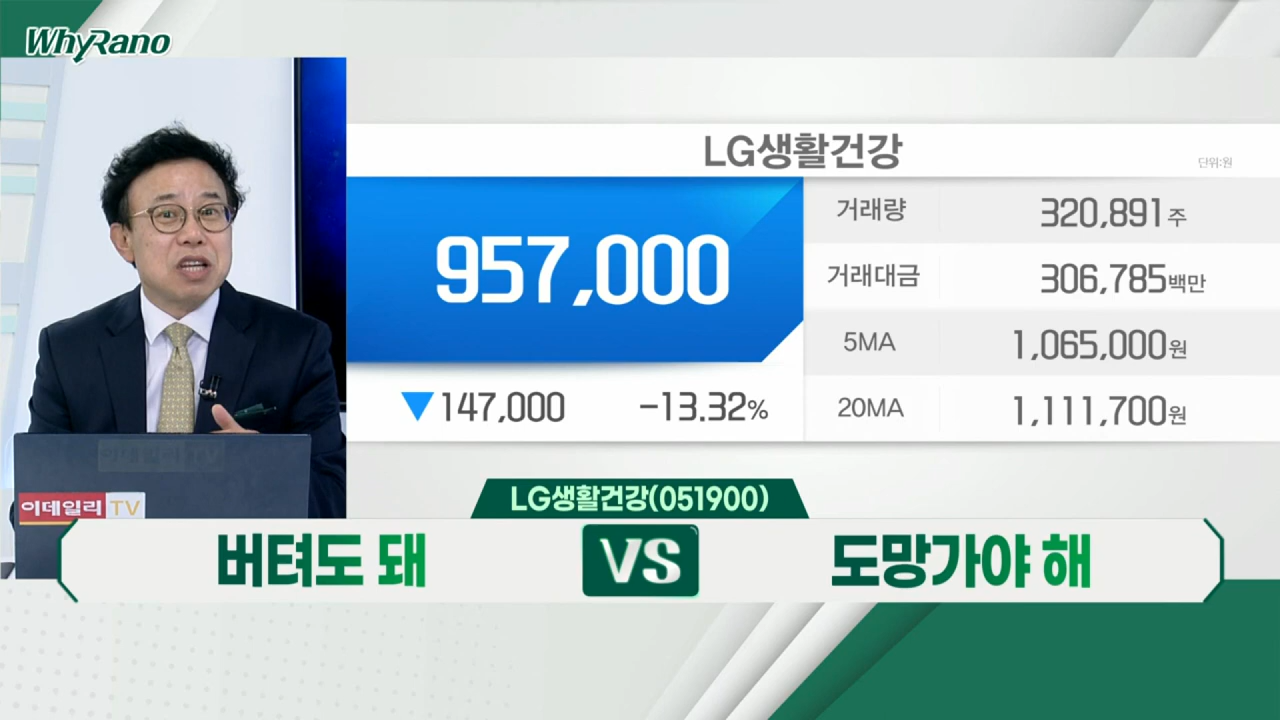 WhyRano
LG생활건강
단위:원
957,000
▼147,000 -13.32%
거래량 320,891주
거래대금 306,785백만
5MA 1,065,000원
20MA 1,111,700원
이데일리 TV
LG생활건강(051900)
버텨도 돼 VS 도망가야 해